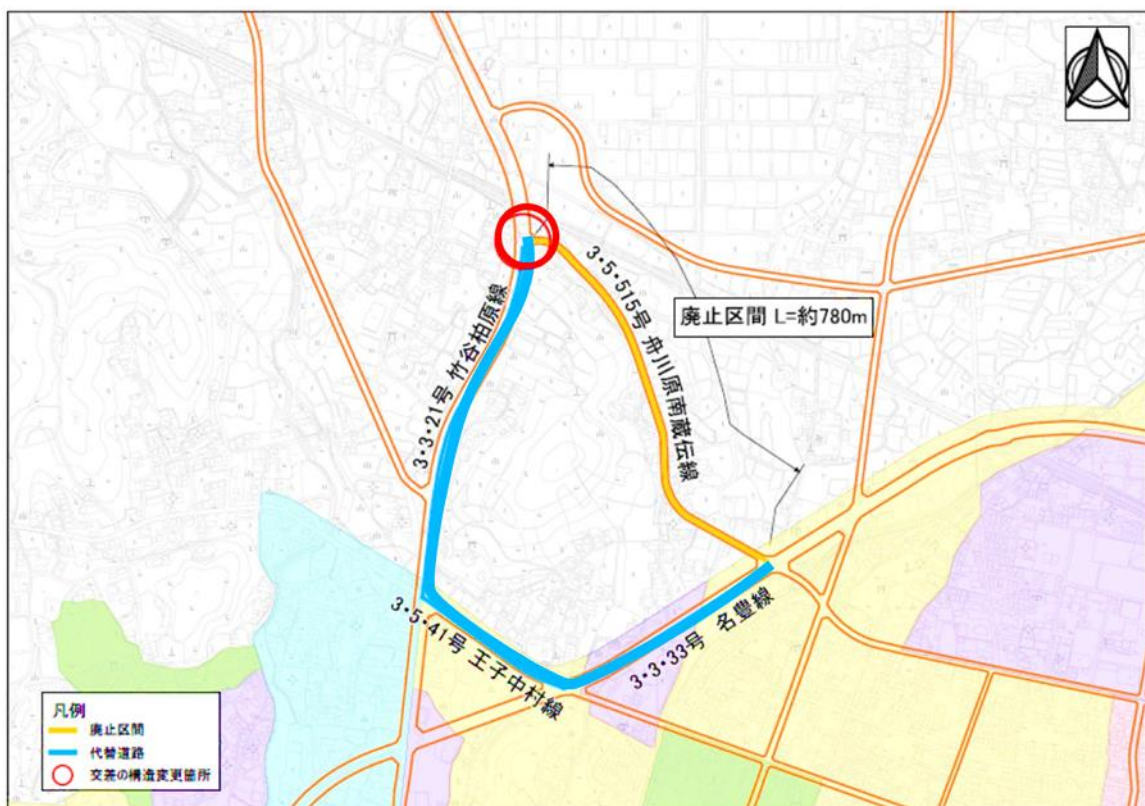 3・5・515号 舟川原南蔵伝線
廃止区間 L=約780m
3・3・21号 竹谷柏原線
3・5・41号 王子中村線
3・3・33号 名豊線
凡例
廃止区間
代替道路
交差の構造変更箇所